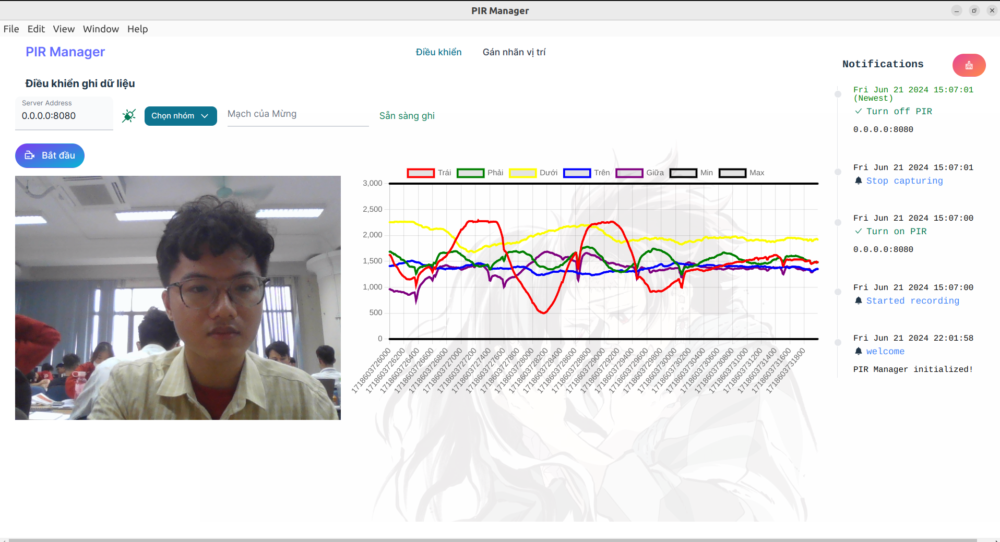 PIR Manager
File Edit View Window Help
PIR Manager
Điều khiển Gán nhãn vị trí
Điều khiển ghi dữ liệu
Server Address
0.0.0.0:8080
Chọn nhóm
Mạch của Mừng
Sẵn sàng ghi
Bắt đầu
Trái Phải Dưới Trên Giữa Min Max
3,000
2,500
2,000
1,500
1,000
500
0
1718603726000
1718603726200
1718603726400
1718603726600
1718603726800
1718603727000
1718603727200
1718603727400
1718603727600
1718603727800
1718603728000
1718603728200
1718603728400
1718603728600
1718603728800
1718603729000
1718603729200
1718603729400
1718603729600
1718603729800
1718603730000
1718603730200
1718603730400
1718603730600
1718603730800
1718603731000
1718603731200
1718603731400
1718603731600
1718603731800
Notifications
Fri Jun 21 2024 15:07:01
(Newest)
Turn off PIR
0.0.0.0:8080
Fri Jun 21 2024 15:07:01
Stop capturing
Fri Jun 21 2024 15:07:00
Turn on PIR
0.0.0.0:8080
Fri Jun 21 2024 15:07:00
Started recording
Fri Jun 21 2024 22:01:58
welcome
PIR Manager initialized!